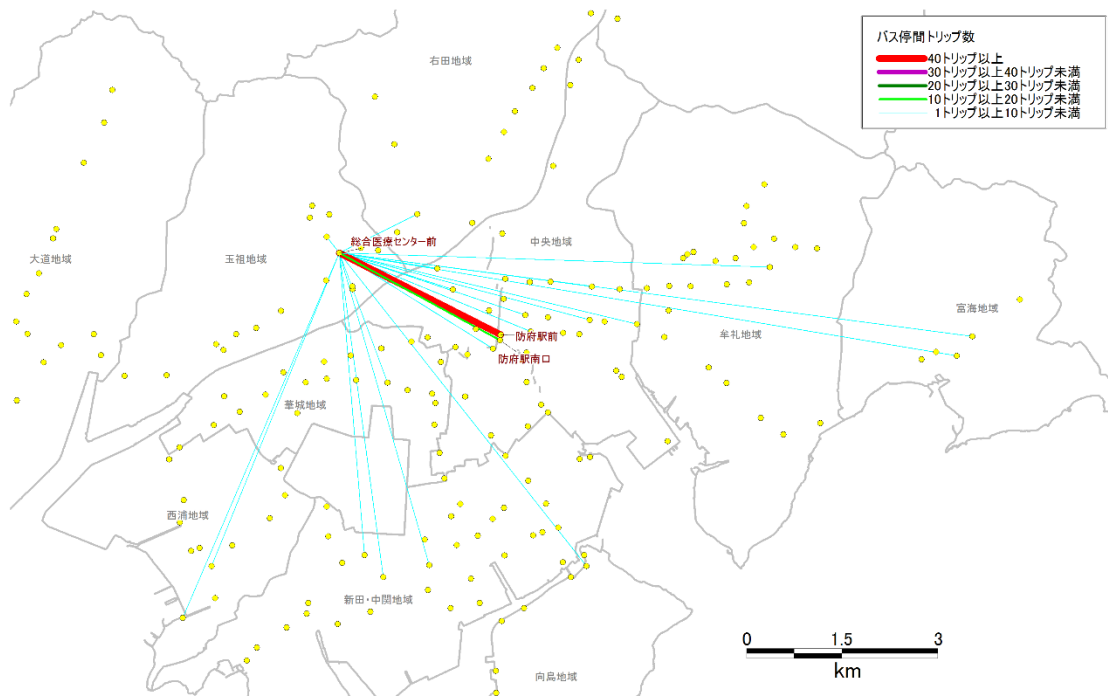 バス停間トリップ数
40トリップ以上
30トリップ以上40トリップ未満
20トリップ以上30トリップ未満
10トリップ以上20トリップ未満
1トリップ以上10トリップ未満
右田地域
総合医療センター前
中央地域
大道地域
玉祖地域
富海地域
防府駅前
牟礼地域
防府駅南口
華城地域
西浦地域
新田・中関地域
向島地域
0 1.5 3
km